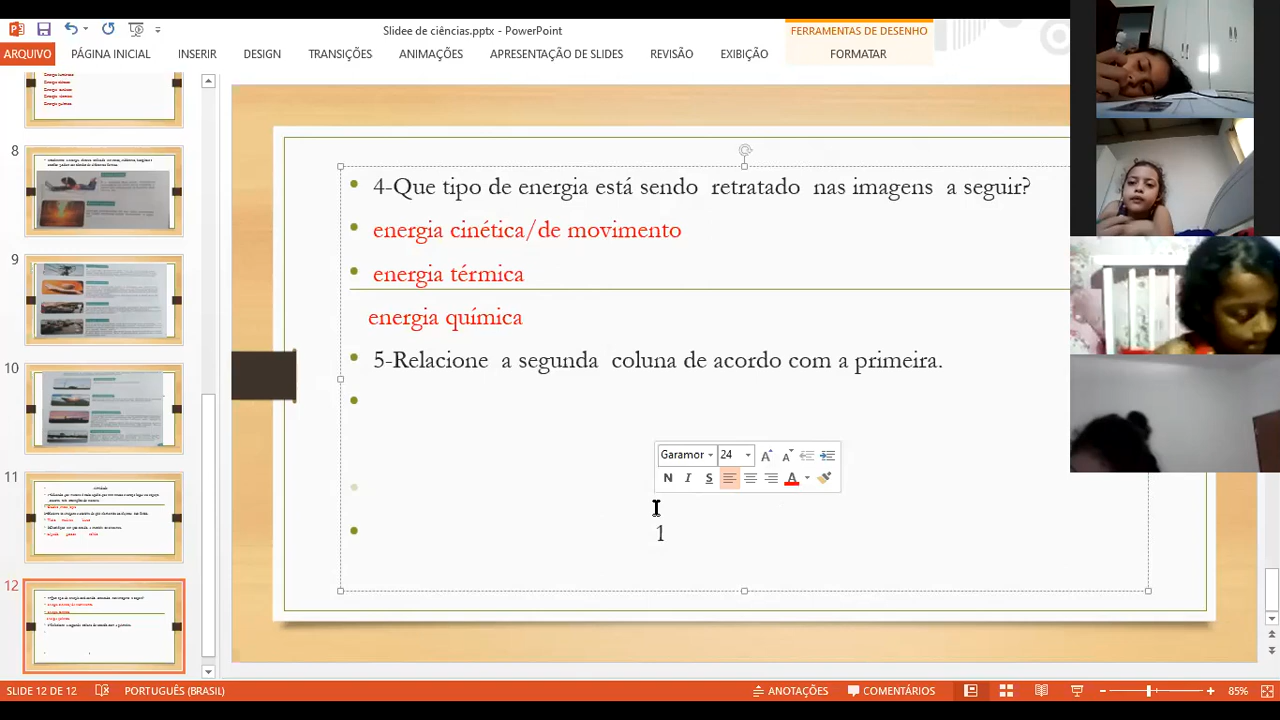 Slidee de ciências.pptx - PowerPoint
FERRAMENTAS DE DESENHO
ARQUIVO PÁGINA INICIAL INSERIR DESIGN TRANSIÇÕES ANIMAÇÕES APRESENTAÇÃO DE SLIDES REVISÃO EXIBIÇÃO FORMATAR
8
9
10
11
12
4-Que tipo de energia está sendo retratado nas imagens a seguir?
energia cinética/de movimento
energia térmica
energia química
5-Relacione a segunda coluna de acordo com a primeira.
Garamor 24
N I S A
1
SLIDE 12 DE 12 PORTUGUÊS (BRASIL) ANOTAÇÕES COMENTÁRIOS 85%